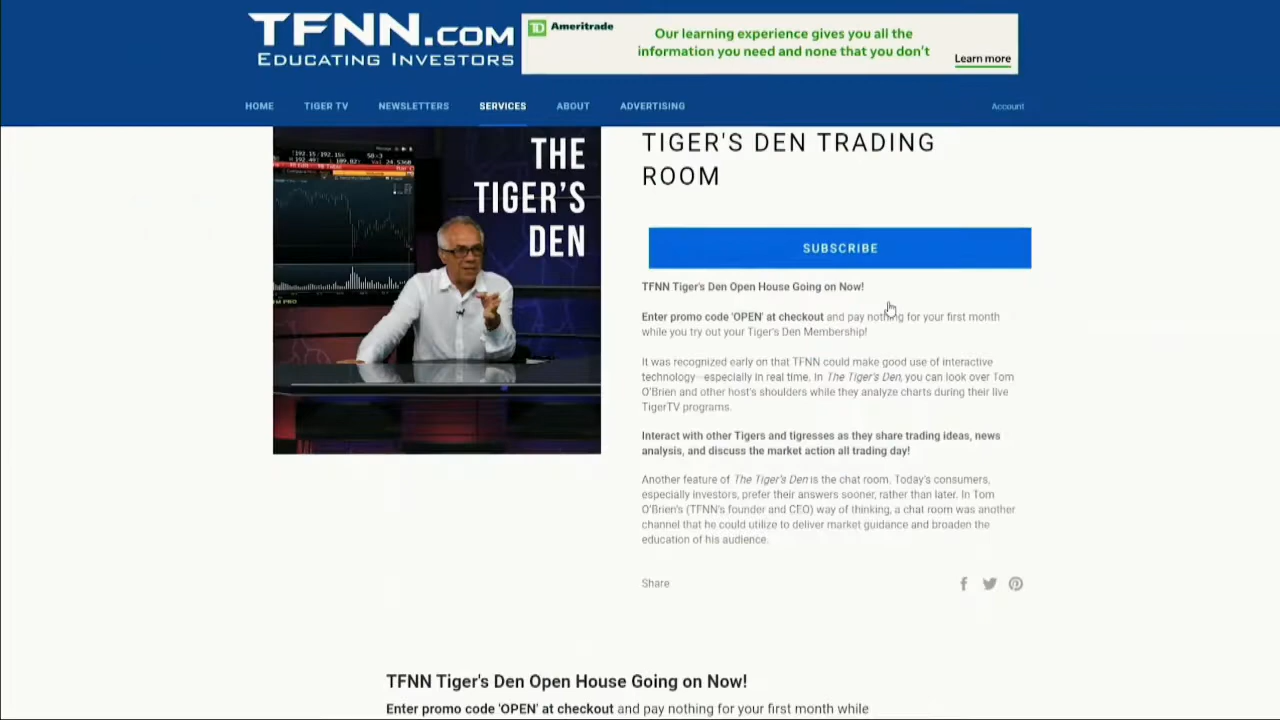 TFNN.COM
EDUCATING INVESTORS
TD Ameritrade
Our learning experience gives you all the
information you need and none that you don't
Learn more
HOME
TIGER TV
NEWSLETTERS
SERVICES
ABOUT
ADVERTISING
Account
THE
TIGER'S
DEN
TIGER'S DEN TRADING
ROOM
SUBSCRIBE
TFNN Tiger's Den Open House Going on Now!
Enter promo code 'OPEN' at checkout and pay nothing for your first month
while you try out your Tiger's Den Membership!
It was recognized early on that TFNN could make good use of interactive
technology—especially in real time. In The Tiger's Den, you can look over Tom
O'Brien and other host's shoulders while they analyze charts during their live
TigerTV programs.
Interact with other Tigers and tigresses as they share trading ideas, news
analysis, and discuss the market action all trading day!
Another feature of The Tiger's Den is the chat room. Today's consumers,
especially investors, prefer their answers sooner, rather than later. In Tom
O'Brien's (TFNN's founder and CEO) way of thinking, a chat room was another
channel that he could utilize to deliver market guidance and broaden the
education of his audience.
Share
TFNN Tiger's Den Open House Going on Now!
Enter promo code 'OPEN' at checkout and pay nothing for your first month while